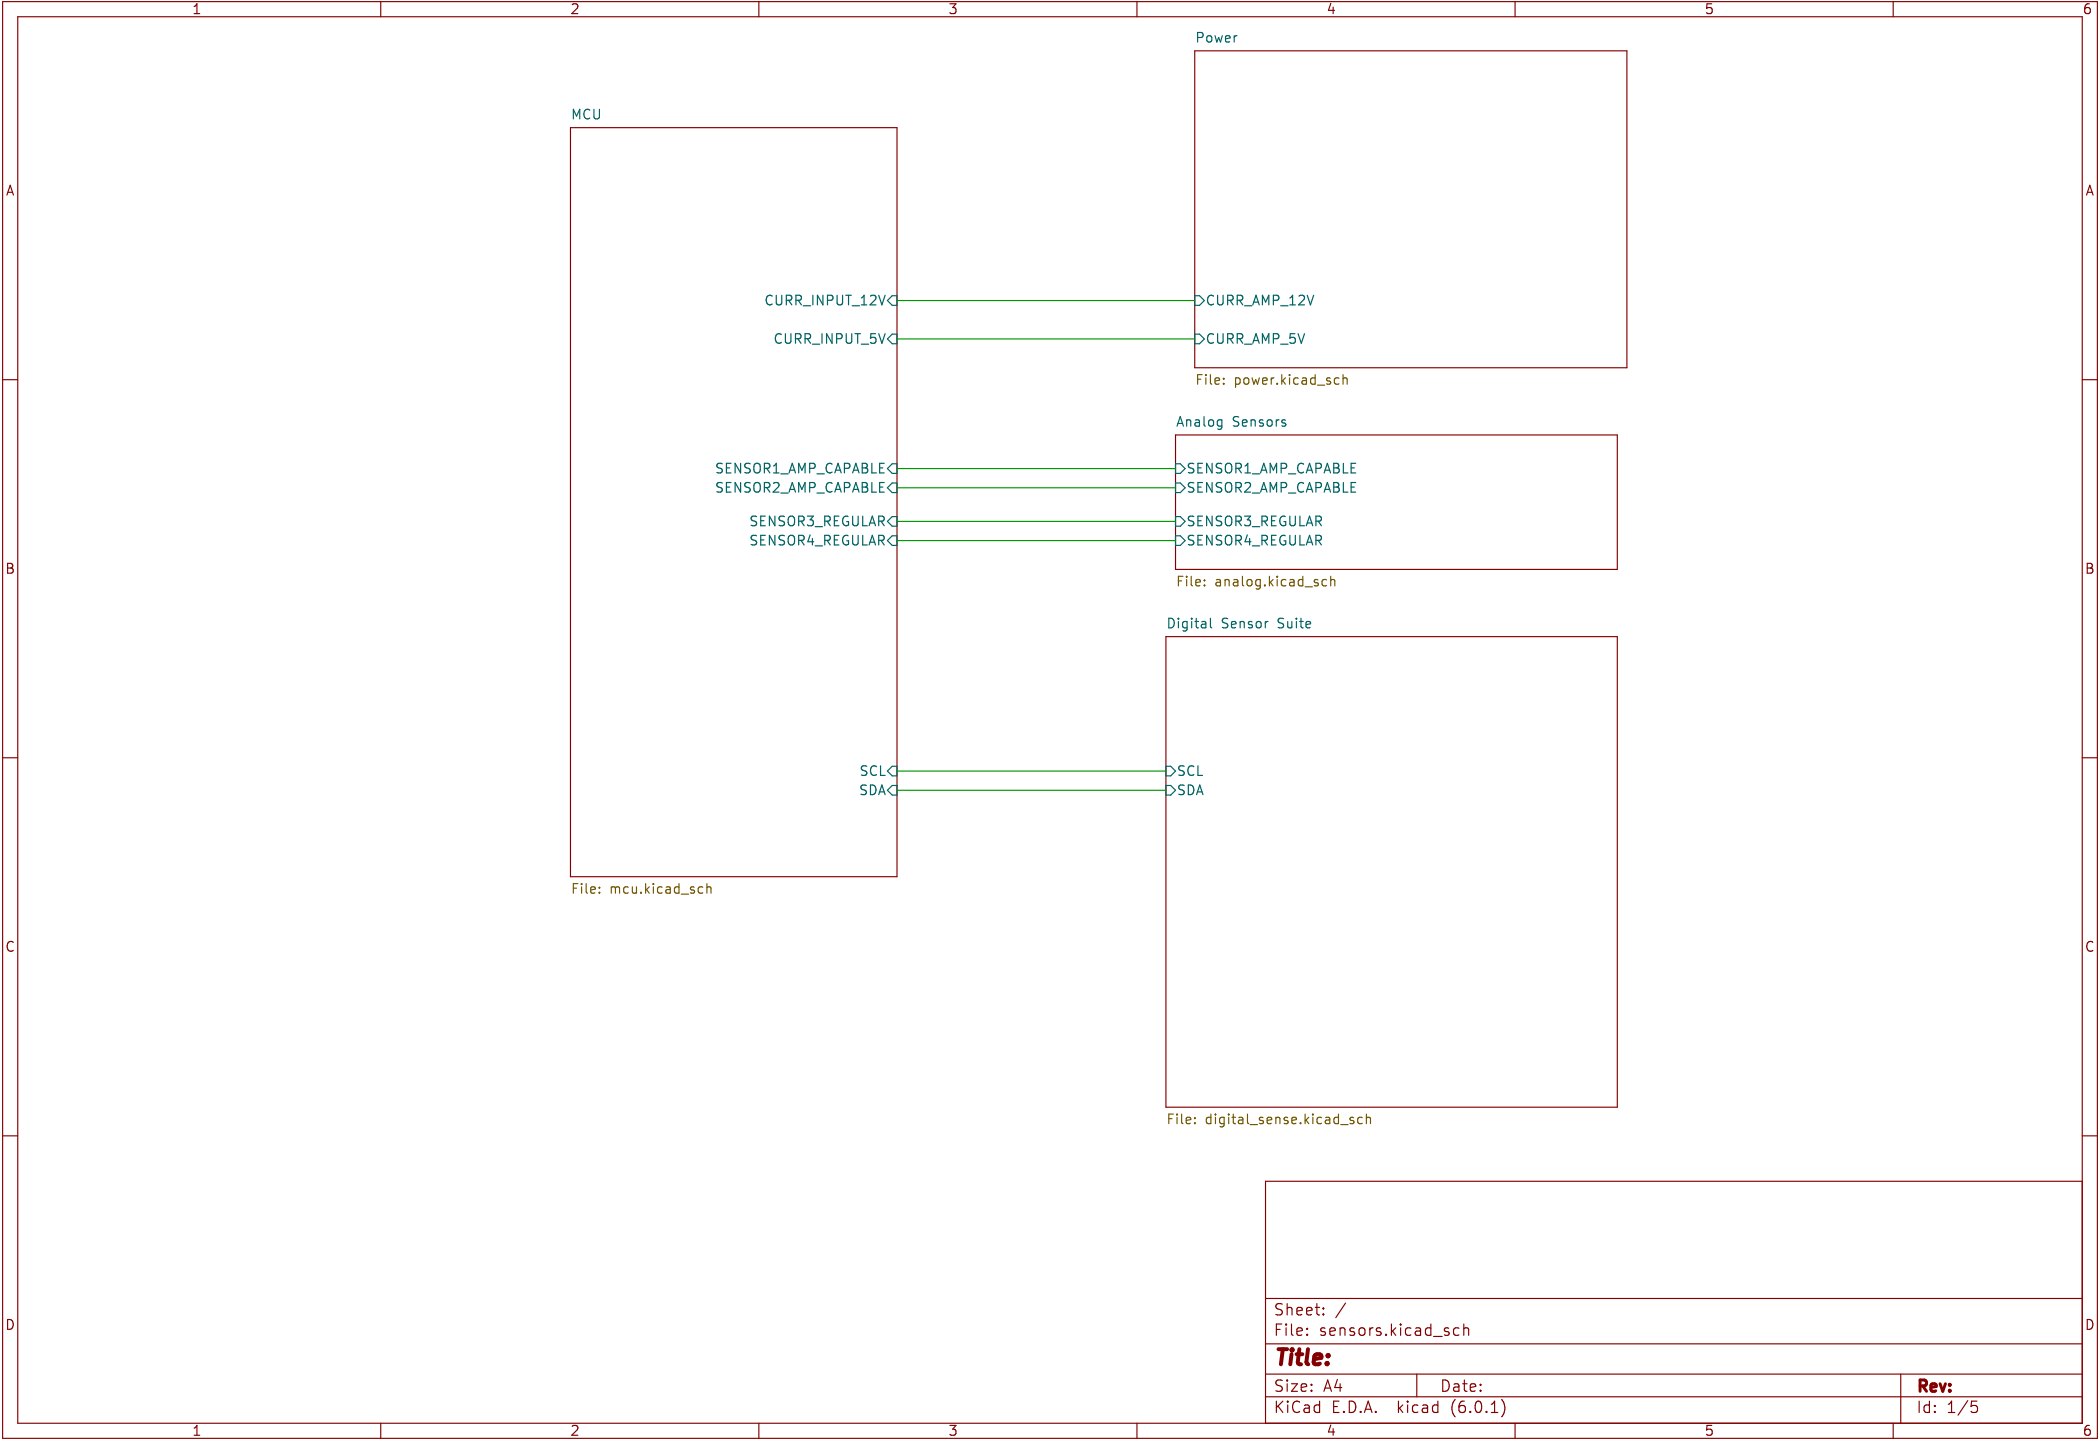 1 2 3 4 5 6
Power
MCU
A A
CURR_INPUT_12V CURR_AMP_12V
CURR_INPUT_5V CURR_AMP_5V
File: power.kicad_sch
Analog Sensors
SENSOR1_AMP_CAPABLE SENSOR1_AMP_CAPABLE
SENSOR2_AMP_CAPABLE SENSOR2_AMP_CAPABLE
SENSOR3_REGULAR SENSOR3_REGULAR
SENSOR4_REGULAR SENSOR4_REGULAR
B B
File: analog.kicad_sch
Digital Sensor Suite
SCL SCL
SDA SDA
File: mcu.kicad_sch
C C
File: digital_sense.kicad_sch
Sheet: /
D D
File: sensors.kicad_sch
Title:
Size: A4 Date: Rev:
KiCad E.D.A. kicad (6.0.1) Id: 1/5
1 2 3 4 5 6